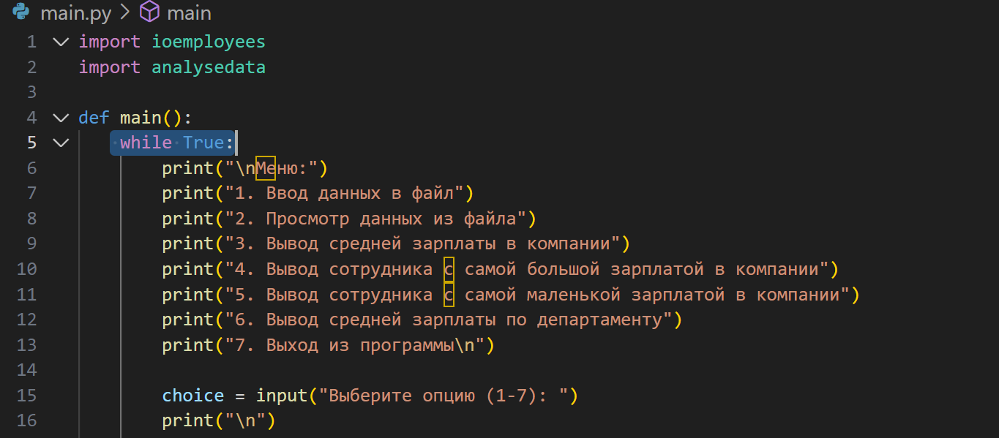 main.py > main
1 import ioemployees
2 import analysedata
3
4 def main():
5     while True:
6         print("\nМеню:")
7         print("1. Ввод данных в файл")
8         print("2. Просмотр данных из файла")
9         print("3. Вывод средней зарплаты в компании")
10         print("4. Вывод сотрудника с самой большой зарплатой в компании")
11         print("5. Вывод сотрудника с самой маленькой зарплатой в компании")
12         print("6. Вывод средней зарплаты по департаменту")
13         print("7. Выход из программы\n")
14
15         choice = input("Выберите опцию (1-7): ")
16         print("\n")